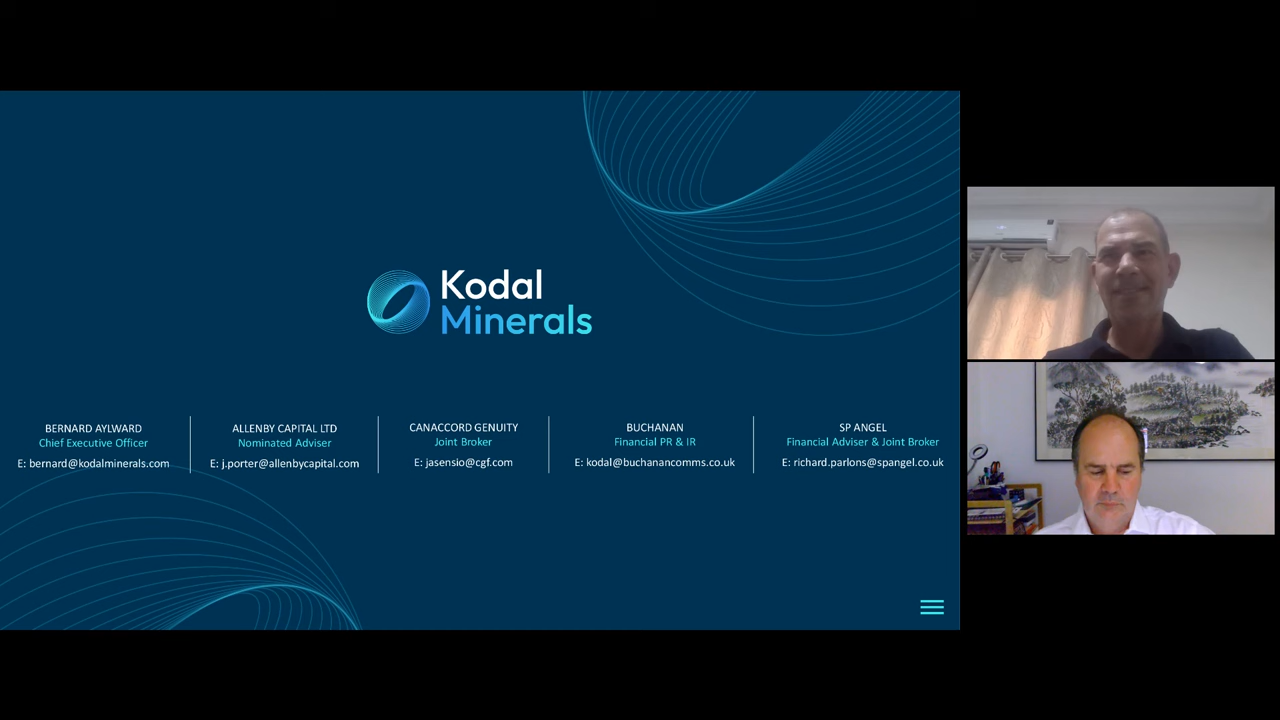 Kodal
Minerals
BERNARD AYLWARD
Chief Executive Officer
E: bernard@kodalminerals.com
ALLENBY CAPITAL LTD
Nominated Adviser
E: j.porter@allenbycapital.com
CANACCORD GENUITY
Joint Broker
E: jasensio@cgf.com
BUCHANAN
Financial PR & IR
E: kodal@buchanancomms.co.uk
SP ANGEL
Financial Adviser & Joint Broker
E: richard.parlons@spangel.co.uk